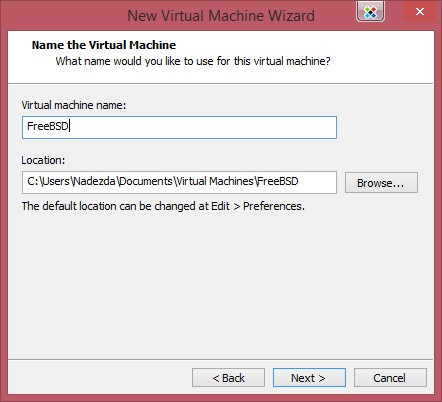 New Virtual Machine Wizard
Name the Virtual Machine
What name would you like to use for this virtual machine?
Virtual machine name:
FreeBSD
Location:
C:\Users\Nadezda\Documents\Virtual Machines\FreeBSD
Browse...
The default location can be changed at Edit > Preferences.
< Back
Next >
Cancel